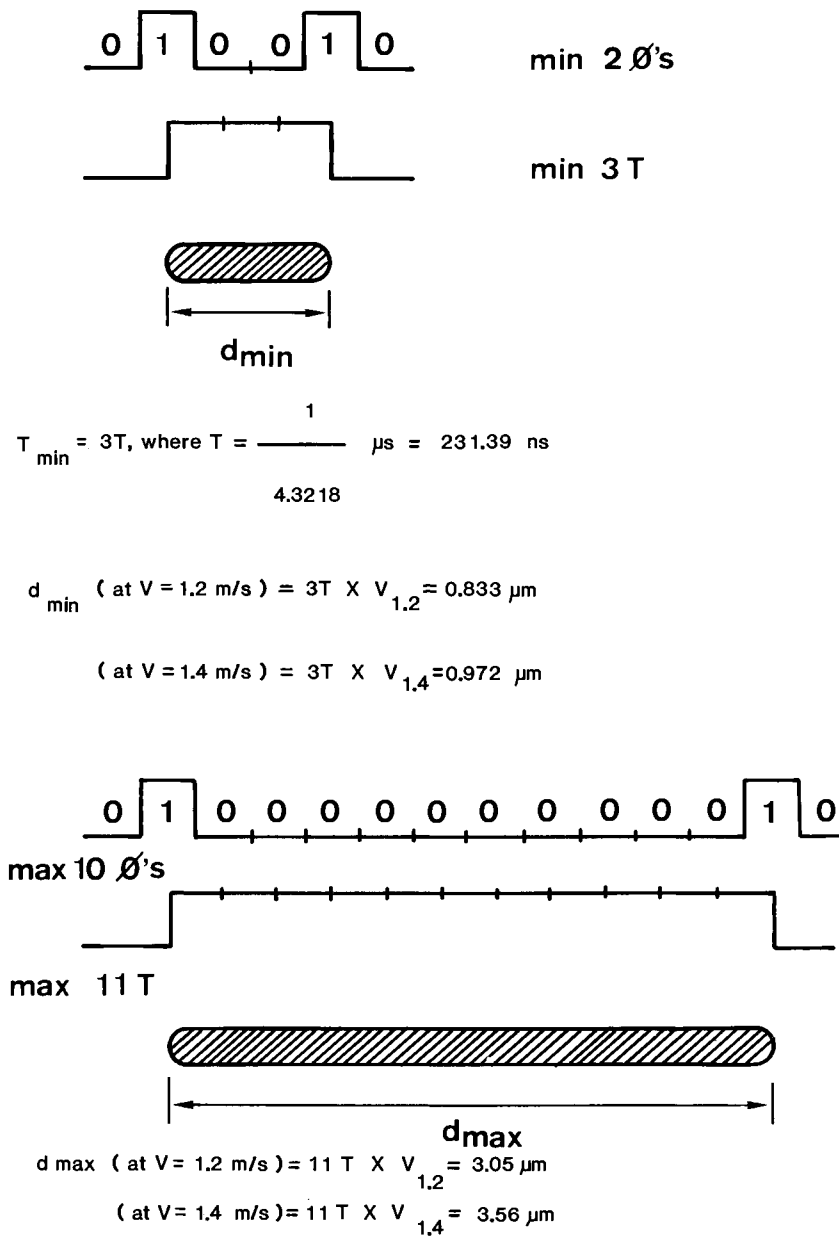 0 1 0 0 1 0
min 2 Ø's
min 3 T
dmin
1
T min = 3T, where T = ——— µs = 231.39 ns
4.3218
d min ( at V = 1.2 m/s ) = 3T X V 1.2 = 0.833 µm
( at V = 1.4 m/s ) = 3T X V 1.4 =0.972 µm
0 1 0 0 0 0 0 0 0 0 0 0 1 0
max 10 Ø's
max 11 T
dmax
d max ( at V= 1.2 m/s ) = 11 T X V 1.2 = 3.05 µm
( at V= 1.4 m/s ) = 11 T X V 1.4 = 3.56 µm